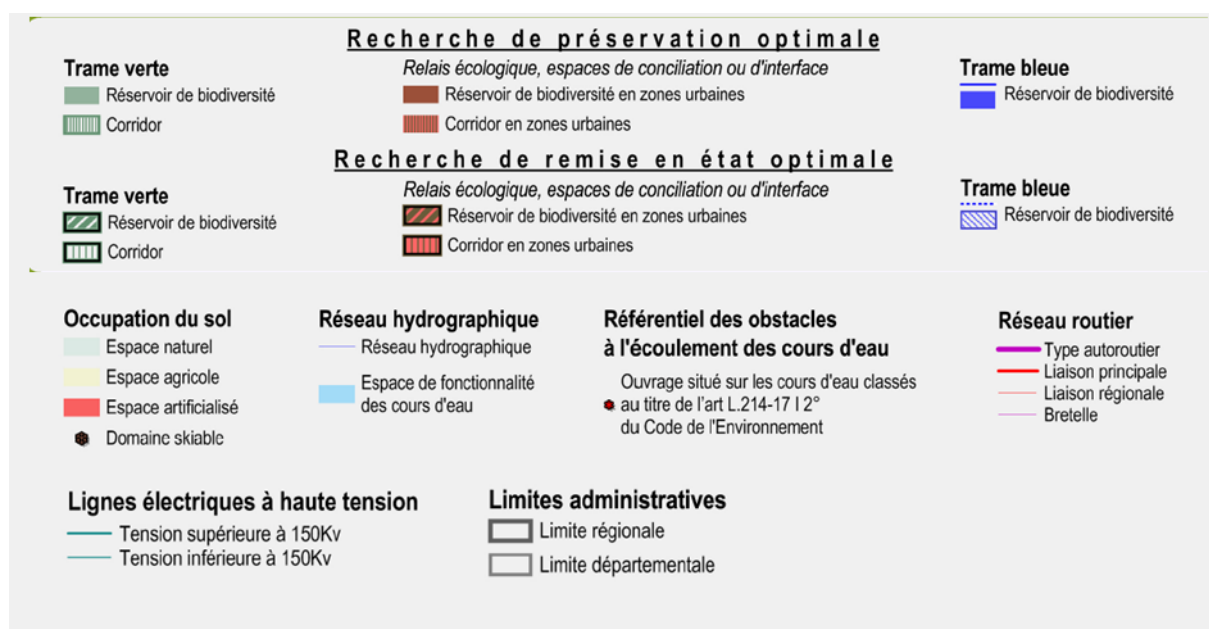 Recherche de préservation optimale
Trame verte
Réservoir de biodiversité
Corridor
Relais écologique, espaces de conciliation ou d'interface
Réservoir de biodiversité en zones urbaines
Corridor en zones urbaines
Trame bleue
Réservoir de biodiversité
Recherche de remise en état optimale
Trame verte
Réservoir de biodiversité
Corridor
Relais écologique, espaces de conciliation ou d'interface
Réservoir de biodiversité en zones urbaines
Corridor en zones urbaines
Trame bleue
Réservoir de biodiversité
Occupation du sol
Espace naturel
Espace agricole
Espace artificialisé
Domaine skiable
Réseau hydrographique
Réseau hydrographique
Espace de fonctionnalité
des cours d'eau
Référentiel des obstacles
à l'écoulement des cours d'eau
Ouvrage situé sur les cours d'eau classés
au titre de l'art L.214-17 I 2°
du Code de l'Environnement
Réseau routier
Type autoroutier
Liaison principale
Liaison régionale
Bretelle
Lignes électriques à haute tension
Tension supérieure à 150Kv
Tension inférieure à 150Kv
Limites administratives
Limite régionale
Limite départementale